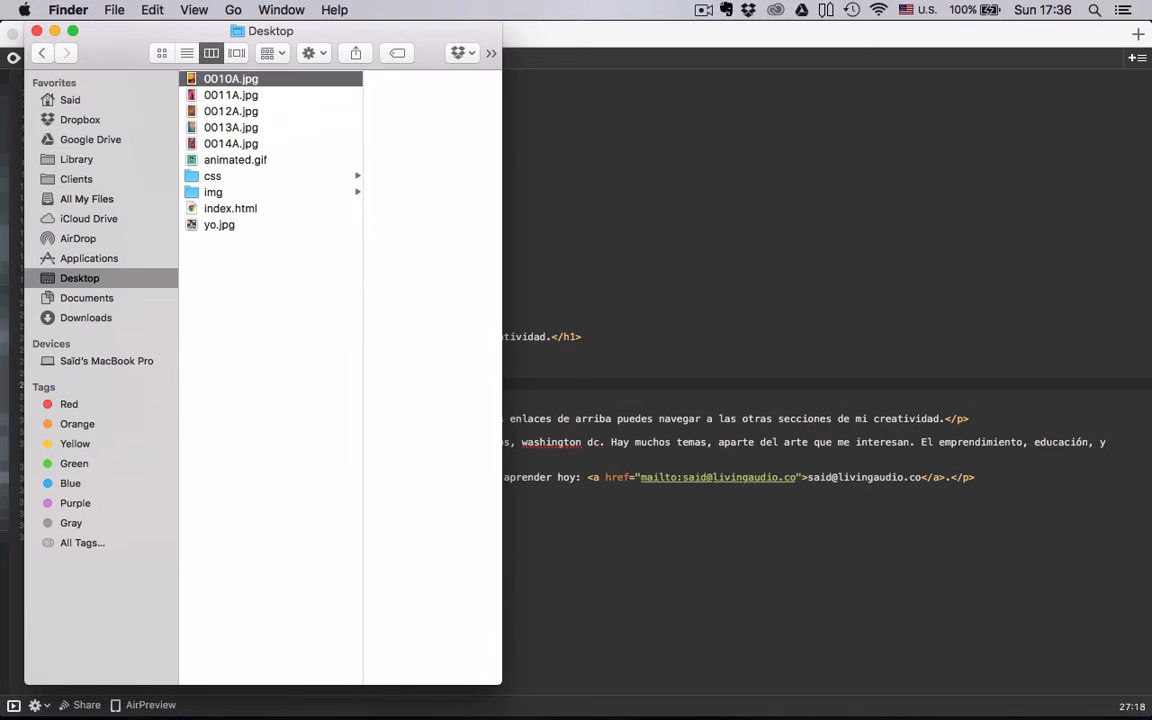 Finder File Edit View Go Window Help U.S. 100% Sun 17:36
Desktop
Favorites
Said
Dropbox
Google Drive
Library
Clients
All My Files
iCloud Drive
AirDrop
Applications
Desktop
Documents
Downloads
Devices
Saïd's MacBook Pro
Tags
Red
Orange
Yellow
Green
Blue
Purple
Gray
All Tags...
0010A.jpg
0011A.jpg
0012A.jpg
0013A.jpg
0014A.jpg
animated.gif
css
img
index.html
yo.jpg
tividad.</h1>
enlaces de arriba puedes navegar a las otras secciones de mi creatividad.</p>
s, washington dc. Hay muchos temas, aparte del arte que me interesan. El emprendimiento, educación, y
aprender hoy: <a href="mailto:said@livingaudio.co">said@livingaudio.co</a>.</p>
Share AirPreview 27:18